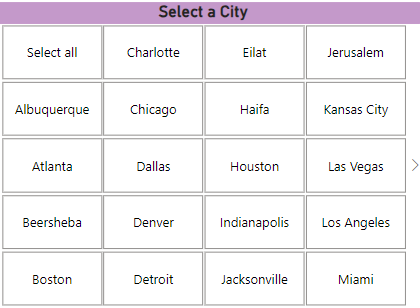 Select a City
Select all Charlotte Eilat Jerusalem
Albuquerque Chicago Haifa Kansas City
Atlanta Dallas Houston Las Vegas
Beersheba Denver Indianapolis Los Angeles
Boston Detroit Jacksonville Miami